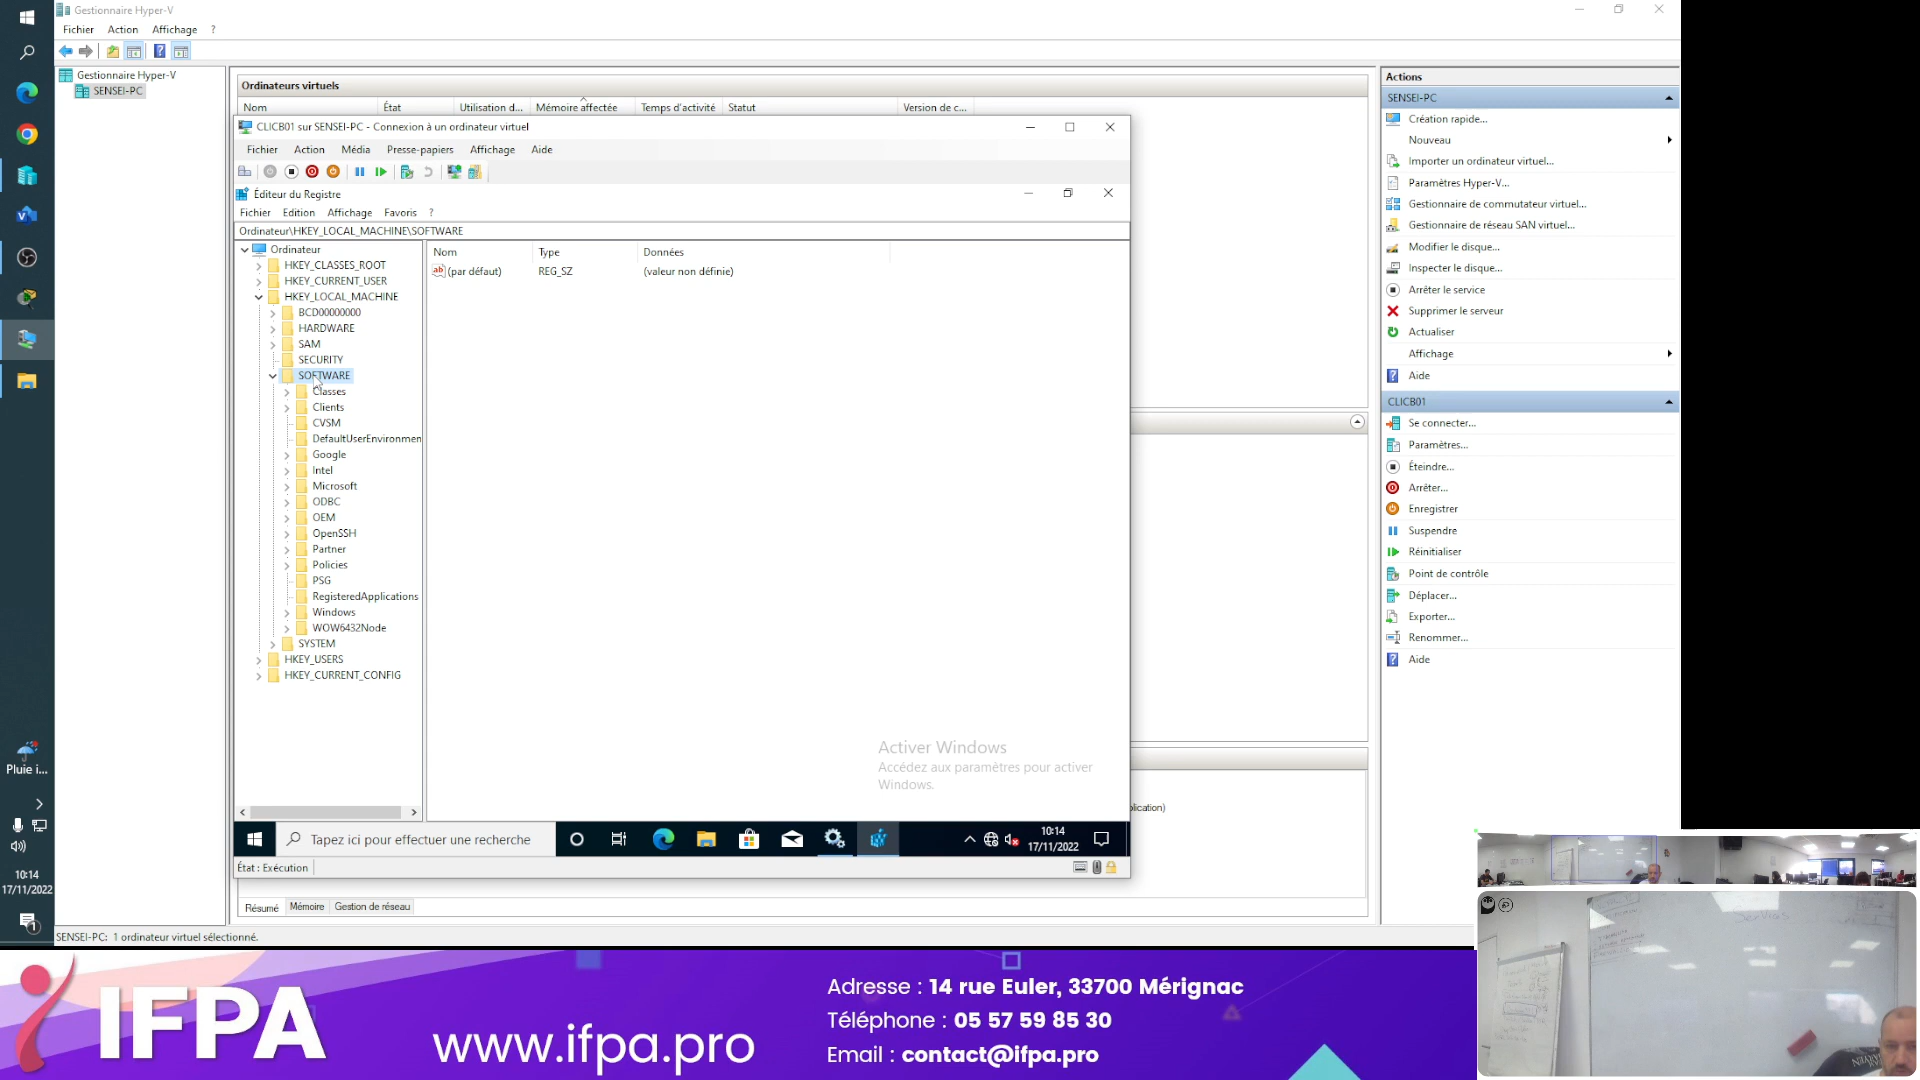 Gestionnaire Hyper-V
Fichier Action Affichage ?
Gestionnaire Hyper-V
SENSEI-PC
Ordinateurs virtuels
Nom État Utilisation d... Mémoire affectée Temps d'activité Statut Version de c...
CLICB01 sur SENSEI-PC - Connexion à un ordinateur virtuel
Fichier Action Média Presse-papiers Affichage Aide
Éditeur du Registre
Fichier Edition Affichage Favoris ?
Ordinateur\HKEY_LOCAL_MACHINE\SOFTWARE
Ordinateur
HKEY_CLASSES_ROOT
HKEY_CURRENT_USER
HKEY_LOCAL_MACHINE
BCD00000000
HARDWARE
SAM
SECURITY
SOFTWARE
Classes
Clients
CVSM
DefaultUserEnvironmen
Google
Intel
Microsoft
ODBC
OEM
OpenSSH
Partner
Policies
PSG
RegisteredApplications
Windows
WOW6432Node
SYSTEM
HKEY_USERS
HKEY_CURRENT_CONFIG
Nom Type Données
(par défaut) REG_SZ (valeur non définie)
Activer Windows
Accédez aux paramètres pour activer
Windows.
Tapez ici pour effectuer une recherche
10:14
17/11/2022
État : Exécution
plication)
Résumé Mémoire Gestion de réseau
SENSEI-PC: 1 ordinateur virtuel sélectionné.
Actions
SENSEI-PC
Création rapide...
Nouveau
Importer un ordinateur virtuel...
Paramètres Hyper-V...
Gestionnaire de commutateur virtuel...
Gestionnaire de réseau SAN virtuel...
Modifier le disque...
Inspecter le disque...
Arrêter le service
Supprimer le serveur
Actualiser
Affichage
Aide
CLICB01
Se connecter...
Paramètres...
Éteindre...
Arrêter...
Enregistrer
Suspendre
Réinitialiser
Point de contrôle
Déplacer...
Exporter...
Renommer...
Aide
Pluie i...
10:14
17/11/2022
1
IFPA
www.ifpa.pro
Adresse : 14 rue Euler, 33700 Mérignac
Téléphone : 05 57 59 85 30
Email : contact@ifpa.pro